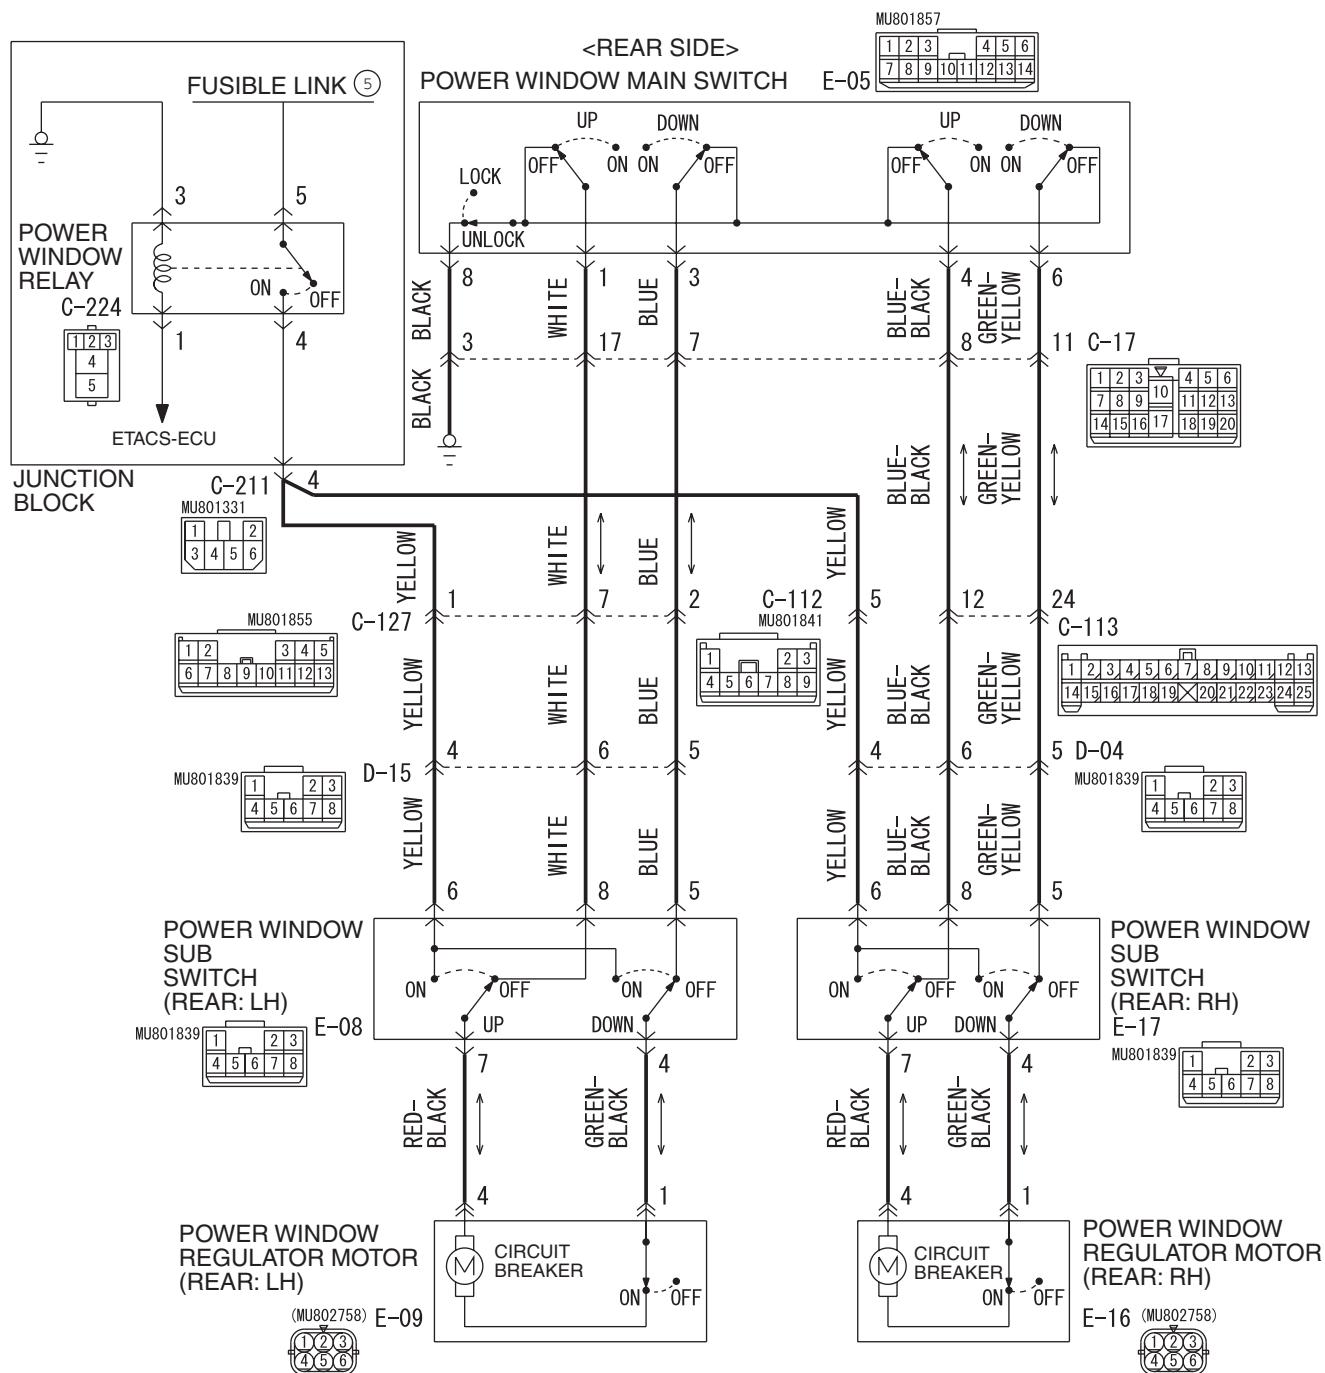 MU801857
<REAR SIDE>
1 2 3 4 5 6
7 8 9 10 11 12 13 14
FUSIBLE LINK 5
POWER WINDOW MAIN SWITCH E-05
UP DOWN UP DOWN
OFF ON ON OFF OFF ON ON OFF
LOCK
UNLOCK
3 5
POWER
WINDOW
RELAY
C-224
ON OFF
1 2 3
4
5
1 4
ETACS-ECU
JUNCTION
BLOCK
8 1 3 4 6
BLACK
WHITE
BLUE
BLUE-
BLACK
GREEN-
YELLOW
3 17 7 8 11 C-17
1 2 3 10 4 5 6
7 8 9 11 12 13
14 15 16 17 18 19 20
BLACK
BLUE-
BLACK
GREEN-
YELLOW
C-211 4
MU801331
1 2
3 4 5 6
YELLOW
WHITE
BLUE
YELLOW
C-127 1 7 2
C-112 5 12 24
C-113
MU801855
1 2 3 4 5
6 7 8 9 10 11 12 13
MU801841
1 2 3
4 5 6 7 8 9
1 2 3 4 5 6 7 8 9 10 11 12 13
14 15 16 17 18 19 20 21 22 23 24 25
YELLOW
WHITE
BLUE
YELLOW
BLUE-
BLACK
GREEN-
YELLOW
D-15 4 6 5
4 6 5 D-04
MU801839
1 2 3
4 5 6 7 8
MU801839
1 2 3
4 5 6 7 8
YELLOW
WHITE
BLUE
YELLOW
BLUE-
BLACK
GREEN-
YELLOW
6 8 5 6 8 5
POWER WINDOW
SUB
SWITCH
(REAR: LH)
E-08
MU801839
1 2 3
4 5 6 7 8
ON OFF ON OFF
UP DOWN
ON OFF ON OFF
UP DOWN
POWER WINDOW
SUB
SWITCH
(REAR: RH)
E-17
MU801839
1 2 3
4 5 6 7 8
7 4 7 4
RED-
BLACK
GREEN-
BLACK
RED-
BLACK
GREEN-
BLACK
4 1 4 1
POWER WINDOW
REGULATOR MOTOR
(REAR: LH)
M
CIRCUIT
BREAKER
ON OFF
(MU802758) E-09
1 2 3
4 5 6
M
CIRCUIT
BREAKER
ON OFF
POWER WINDOW
REGULATOR MOTOR
(REAR: RH)
E-16 (MU802758)
1 2 3
4 5 6